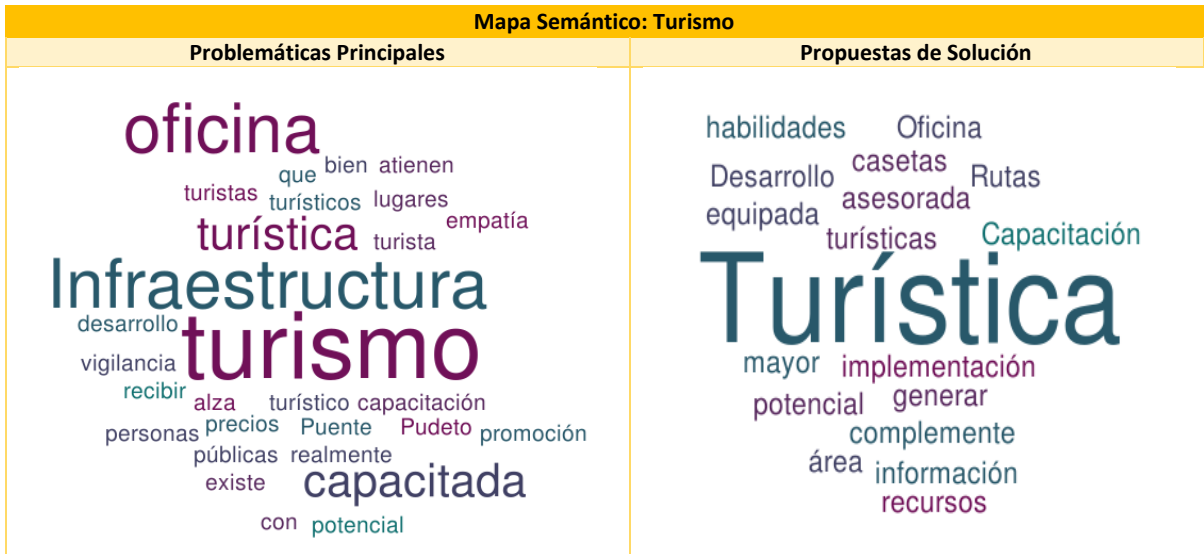 Mapa Semántico: Turismo
Problemáticas Principales
Propuestas de Solución
oficina
que bien atienen
turistas turísticos lugares
turística turista empatía
Infraestructura
desarrollo turismo
vigilancia
recibir
alza turístico capacitación
personas precios Puente Pudeto promoción
públicas realmente
existe capacitada
con potencial
habilidades Oficina
Desarrollo casetas Rutas
equipada asesorada
turísticas Capacitación
Turística
mayor implementación
potencial generar
complemente
área información
recursos